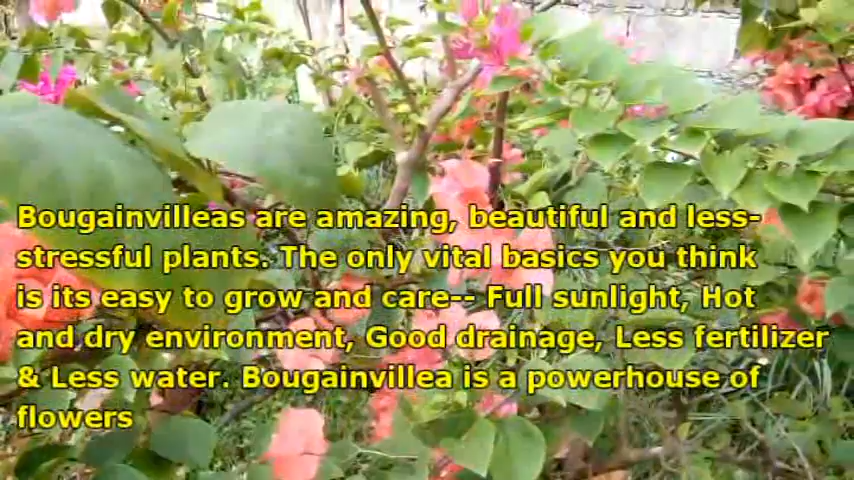 Bougainvilleas are amazing, beautiful, and less-
stressful plants. The only vital basics you think
is its easy to grow and care-- Full sunlight, Hot
and dry environment, Good drainage, Less fertilizer
& Less water. Bougainvillea is a powerhouse of
flowers